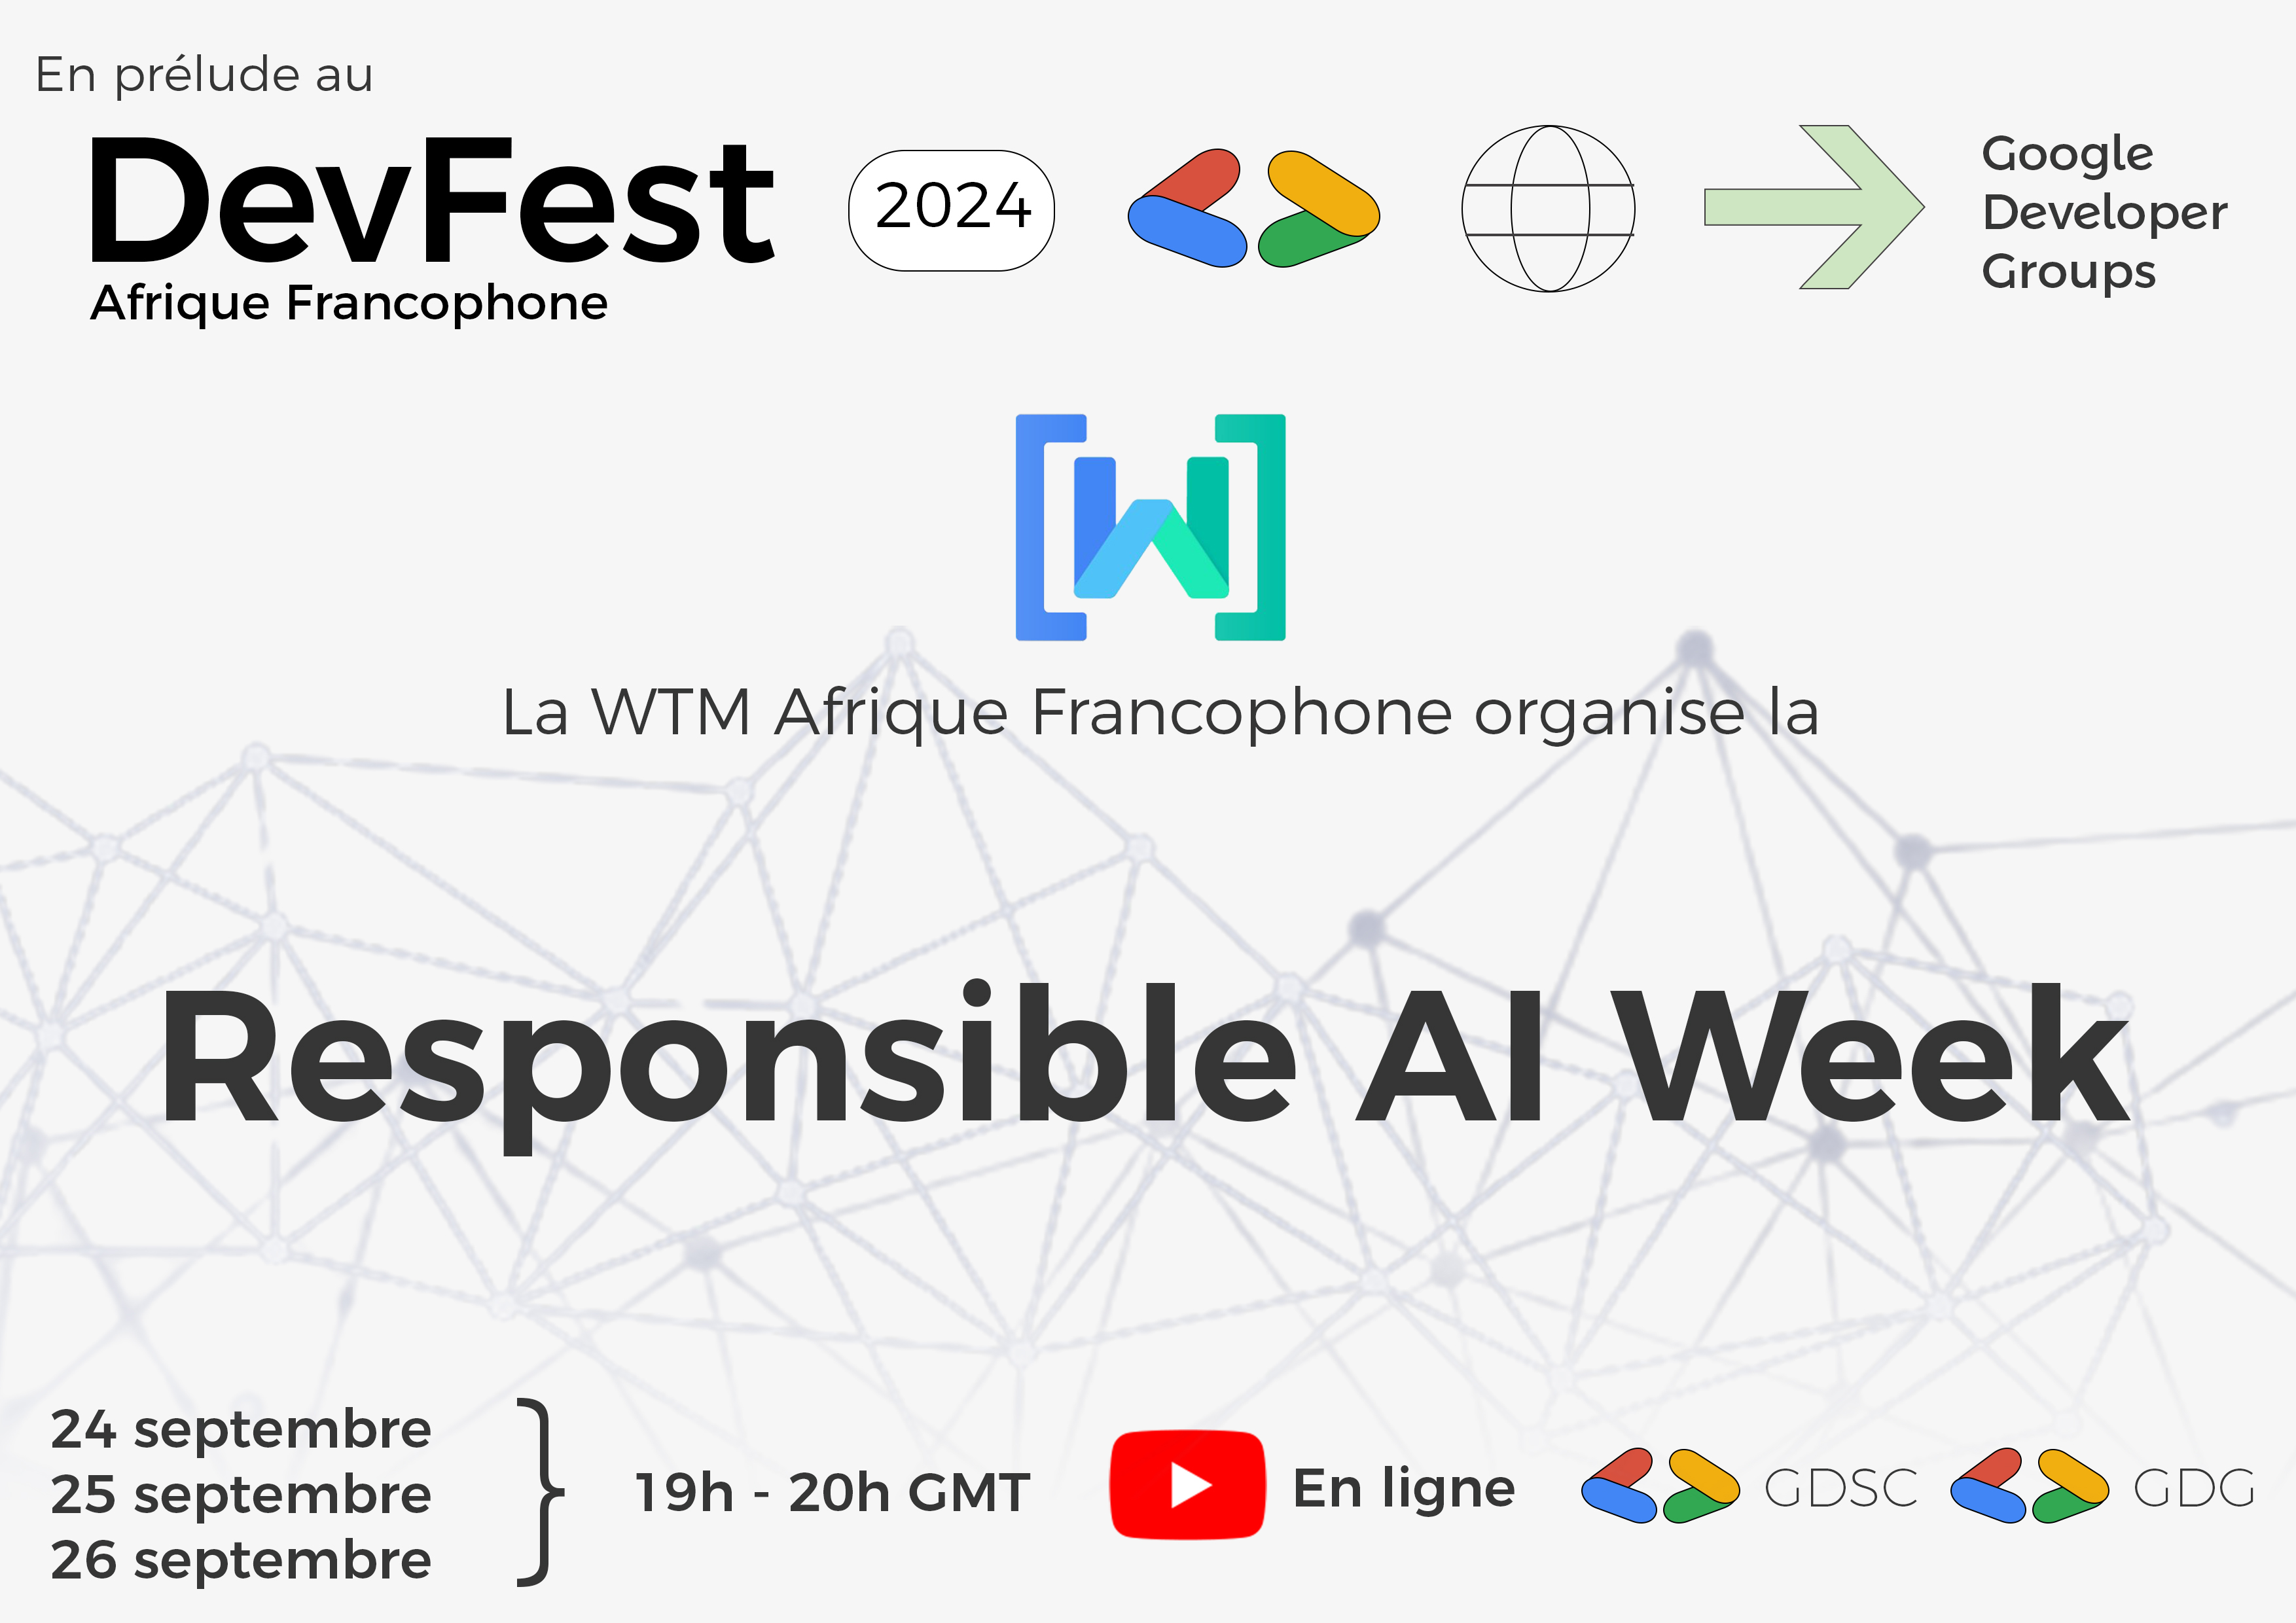 En prélude au
DevFest
Afrique Francophone
2024
Google
Developer
Groups
La WTM Afrique Francophone organise la
Responsible AI Week
24 septembre
25 septembre
26 septembre
19h - 20h GMT
En ligne
GDSC
GDG